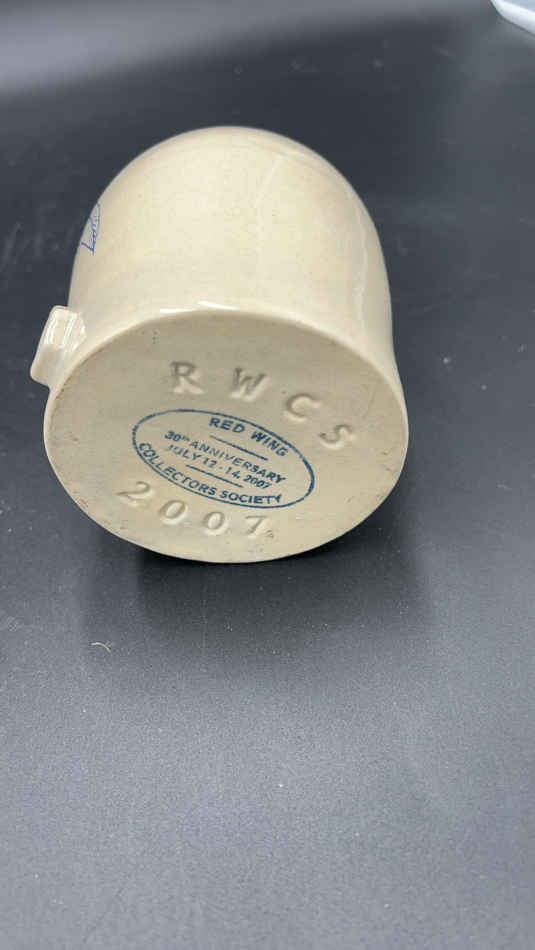 RWCS
RED WING
30th ANNIVERSARY
JULY 12-14, 2007
COLLECTORS SOCIETY
2007